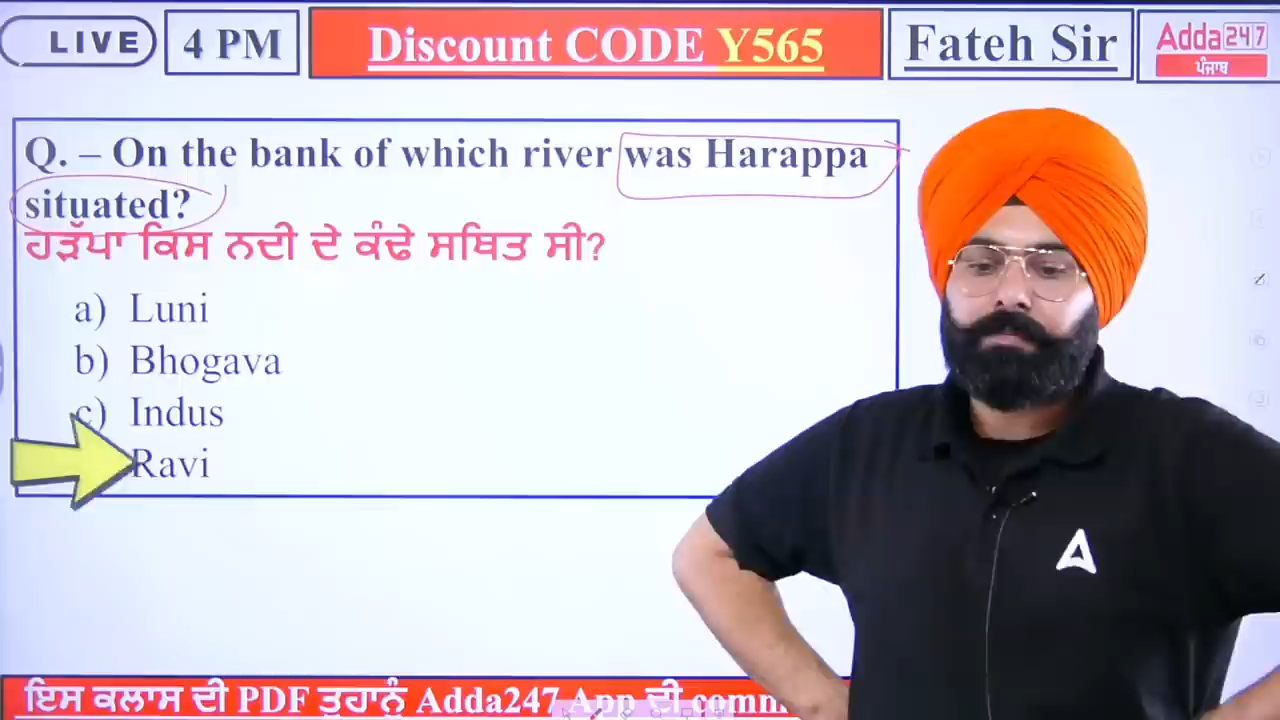 LIVE
4 PM
Discount CODE Y565
Fateh Sir
Adda247
ਪੰਜਾਬ
Q. – On the bank of which river was Harappa
situated?
ਹੜੱਪਾ ਕਿਸ ਨਦੀ ਦੇ ਕੰਢੇ ਸਥਿਤ ਸੀ?
a) Luni
b) Bhogava
c) Indus
Ravi
ਇਸ ਕਲਾਸ ਦੀ PDF ਤੁਹਾਨੂੰ Adda247 App ਦੀ